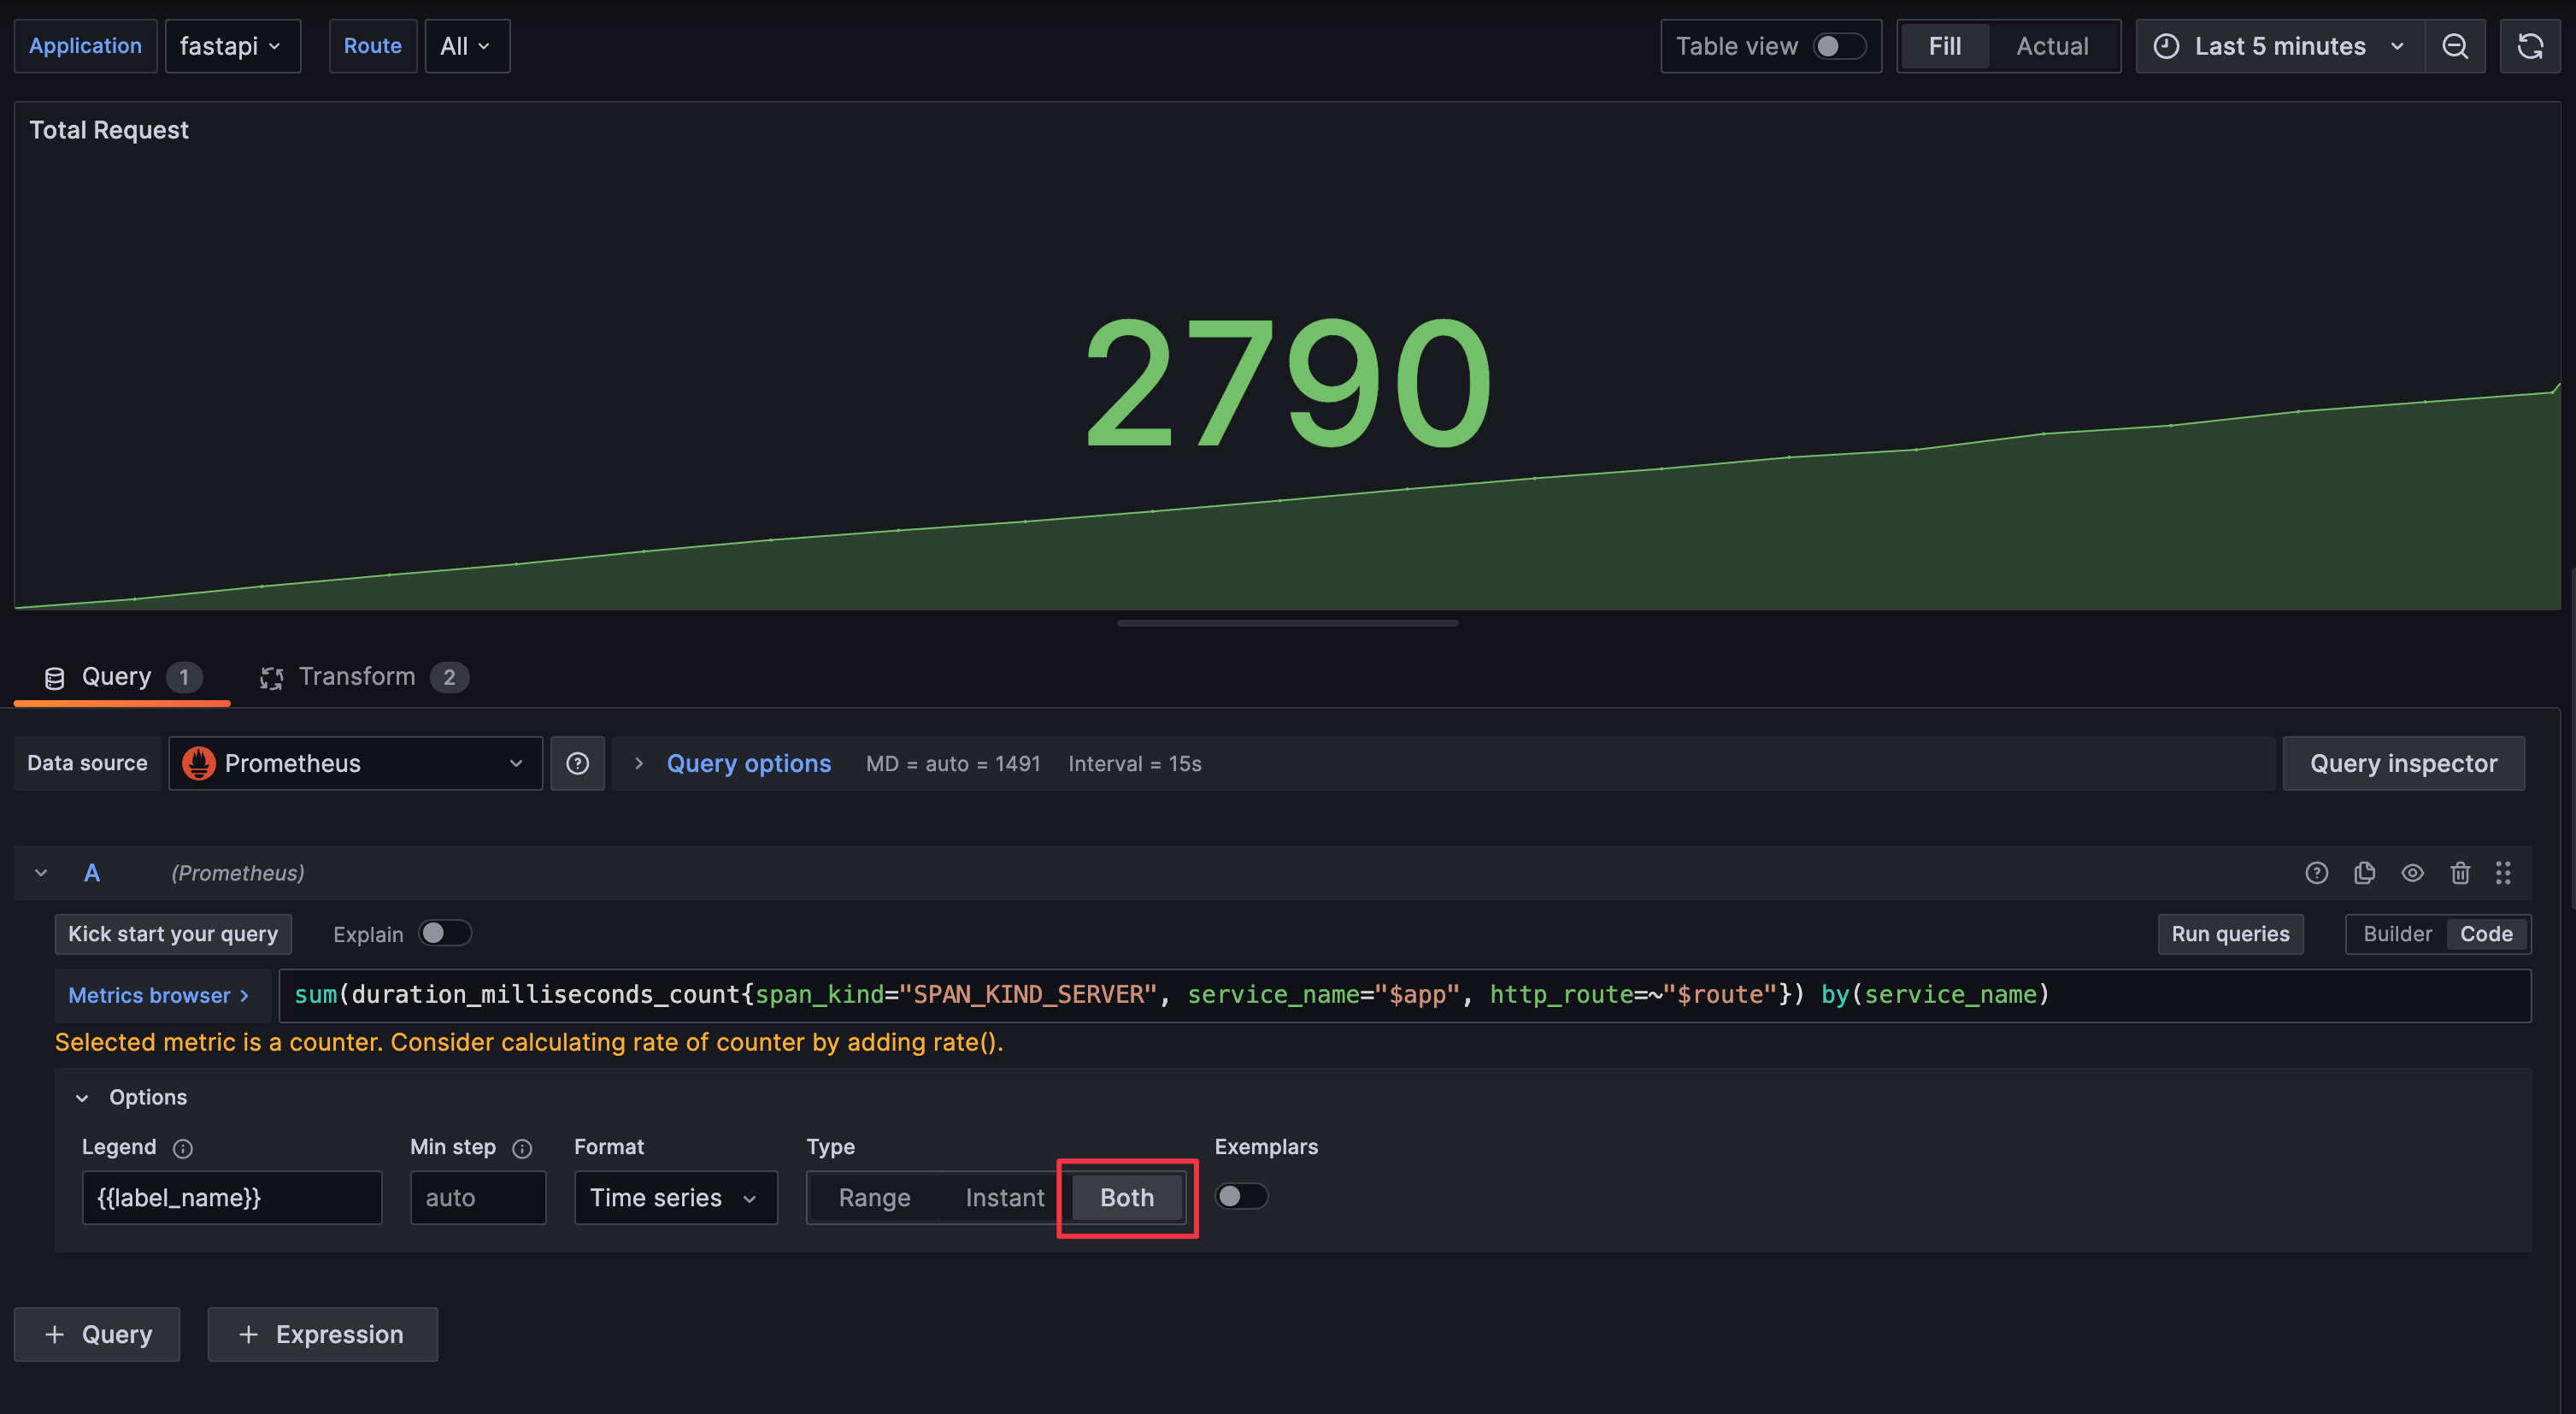 Application fastapi Route All Table view Fill Actual Last 5 minutes
Total Request
2790
Query 1 Transform 2
Data source Prometheus Query options MD = auto = 1491 Interval = 15s Query inspector
A (Prometheus)
Kick start your query Explain Run queries Builder Code
Metrics browser > sum(duration_milliseconds_count{span_kind="SPAN_KIND_SERVER", service_name="$app", http_route=~"$route"}) by(service_name)
Selected metric is a counter. Consider calculating rate of counter by adding rate().
Options
Legend Min step Format Type Exemplars
{{label_name}} auto Time series Range Instant Both
+ Query + Expression